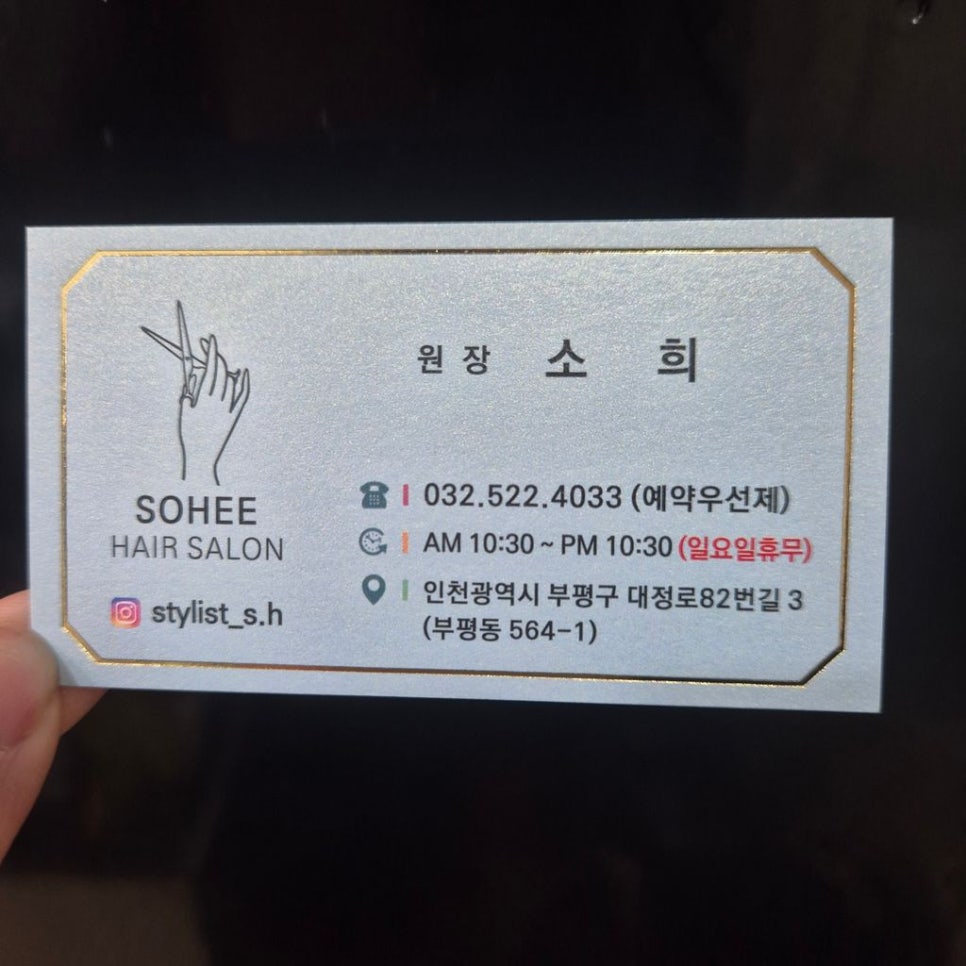 원장 소희
SOHEE
HAIR SALON
stylist_s.h
032.522.4033 (예약우선제)
AM 10:30 ~ PM 10:30 (일요일휴무)
인천광역시 부평구 대정로82번길 3
(부평동 564-1)